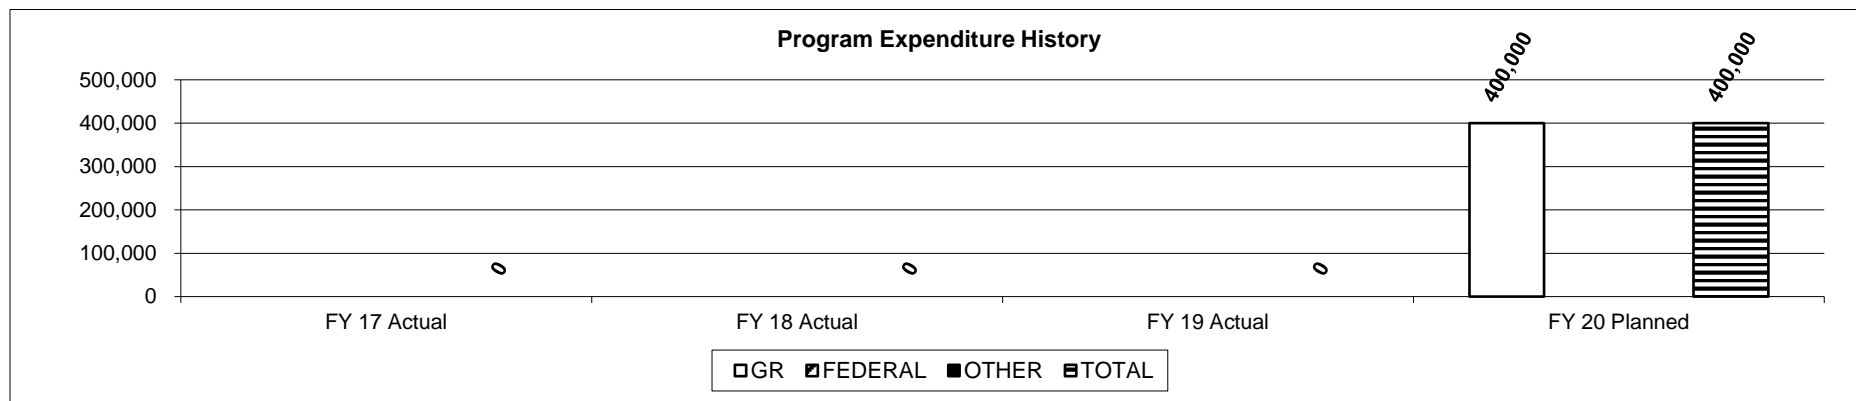 Program Expenditure History
400,000 400,000
500,000
400,000
300,000
200,000
100,000
0
0 0 0
FY 17 Actual FY 18 Actual FY 19 Actual FY 20 Planned
GR FEDERAL OTHER TOTAL